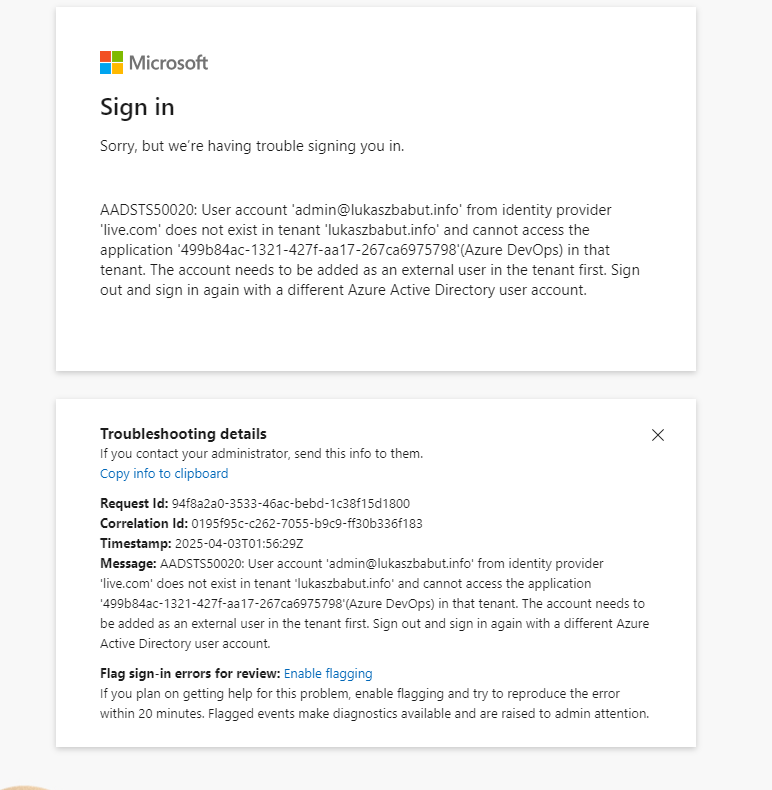 Microsoft
Sign in
Sorry, but we’re having trouble signing you in.
AADSTS50020: User account 'admin@lukaszbabut.info' from identity provider
'live.com' does not exist in tenant 'lukaszbabut.info' and cannot access the
application '499b84ac-1321-427f-aa17-267ca6975798'(Azure DevOps) in that
tenant. The account needs to be added as an external user in the tenant first. Sign
out and sign in again with a different Azure Active Directory user account.
Troubleshooting details
If you contact your administrator, send this info to them.
Copy info to clipboard
Request Id: 94f8a2a0-3533-46ac-bebd-1c38f15d1800
Correlation Id: 0195f95c-c262-7055-b9c9-ff30b336f183
Timestamp: 2025-04-03T01:56:29Z
Message: AADSTS50020: User account 'admin@lukaszbabut.info' from identity provider
'live.com' does not exist in tenant 'lukaszbabut.info' and cannot access the application
'499b84ac-1321-427f-aa17-267ca6975798'(Azure DevOps) in that tenant. The account needs to
be added as an external user in the tenant first. Sign out and sign in again with a different Azure
Active Directory user account.
Flag sign-in errors for review: Enable flagging
If you plan on getting help for this problem, enable flagging and try to reproduce the error
within 20 minutes. Flagged events make diagnostics available and are raised to admin attention.